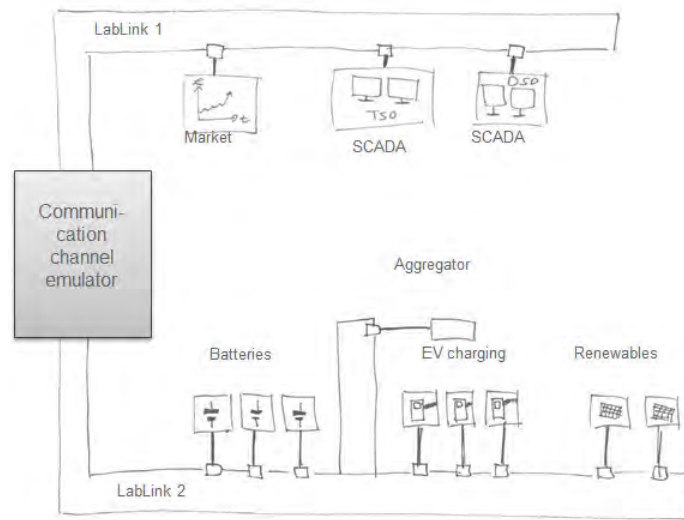 LabLink 1
€
t
Market
TSO
SCADA
DSO
SCADA
Communi-
cation
channel
emulator
Aggregator
Batteries
EV charging
Renewables
LabLink 2